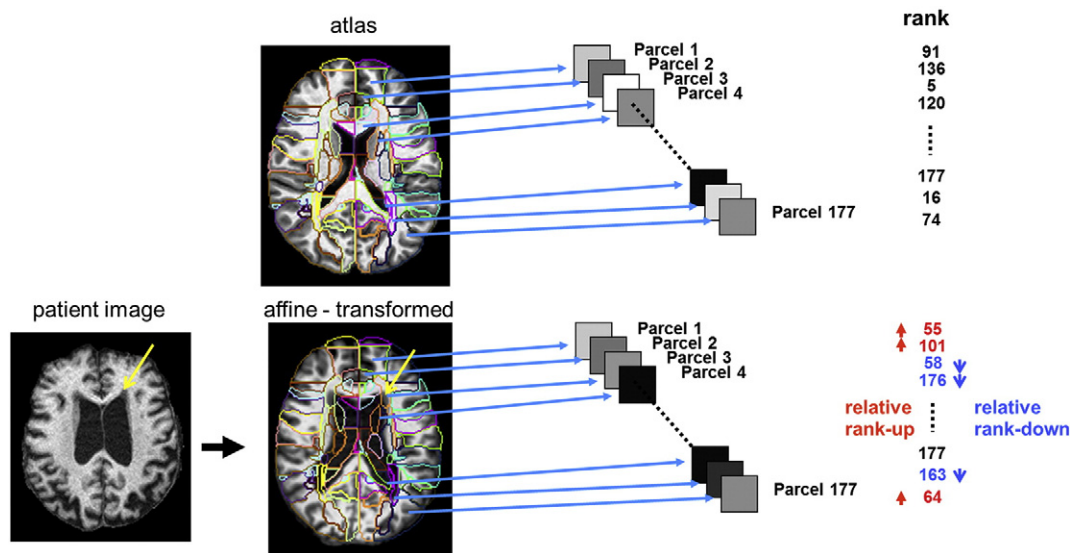 atlas
rank
Parcel 1
Parcel 2
Parcel 3
Parcel 4
Parcel 177
91
136
5
120
177
16
74
patient image
affine - transformed
Parcel 1
Parcel 2
Parcel 3
Parcel 4
Parcel 177
55
101
58
176
relative
rank-up
relative
rank-down
177
163
64